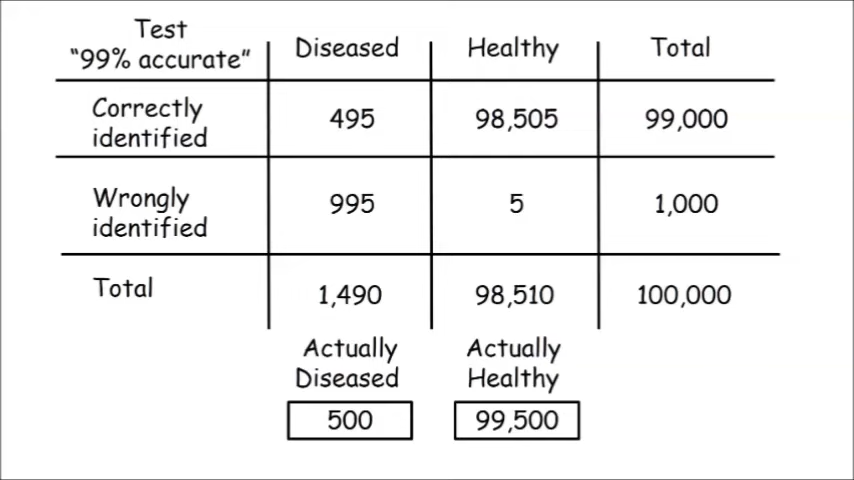 Test
“99% accurate”
Diseased
Healthy
Total
Correctly
identified
495
98,505
99,000
Wrongly
identified
995
5
1,000
Total
1,490
98,510
100,000
Actually
Diseased
Actually
Healthy
500
99,500